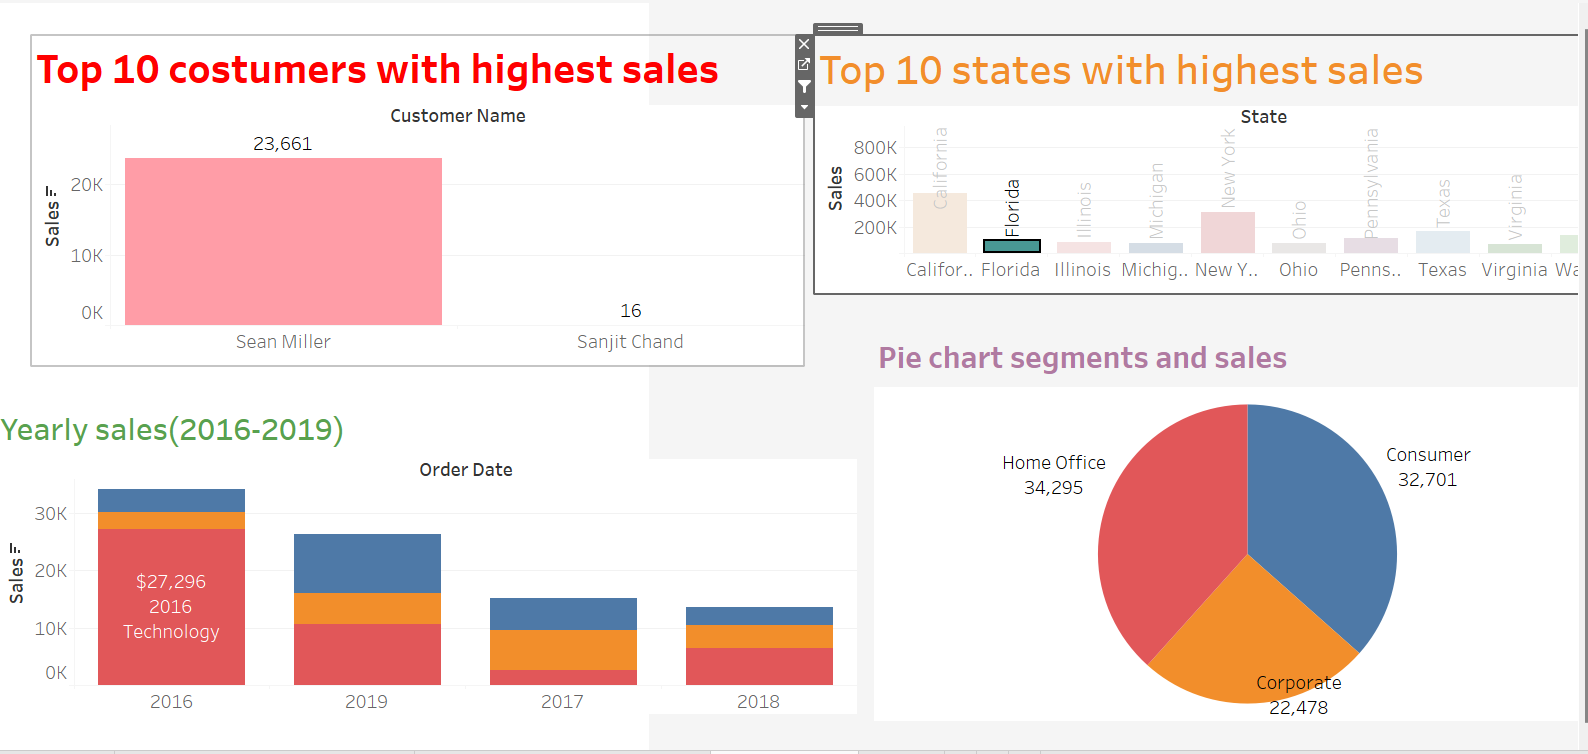 Top 10 costumers with highest sales
Customer Name
23,661
16
Sales
20K
10K
0K
Sean Miller
Sanjit Chand
Top 10 states with highest sales
State
Sales
800K
600K
400K
200K
California
Florida
Illinois
Michigan
New York
Ohio
Pennsylvania
Texas
Virginia
Califor..
Florida
Illinois
Michig..
New Y..
Ohio
Penns..
Texas
Virginia
Wa
Yearly sales(2016-2019)
Order Date
Sales
30K
20K
10K
0K
$27,296
2016
Technology
2016
2019
2017
2018
Pie chart segments and sales
Home Office
34,295
Consumer
32,701
Corporate
22,478